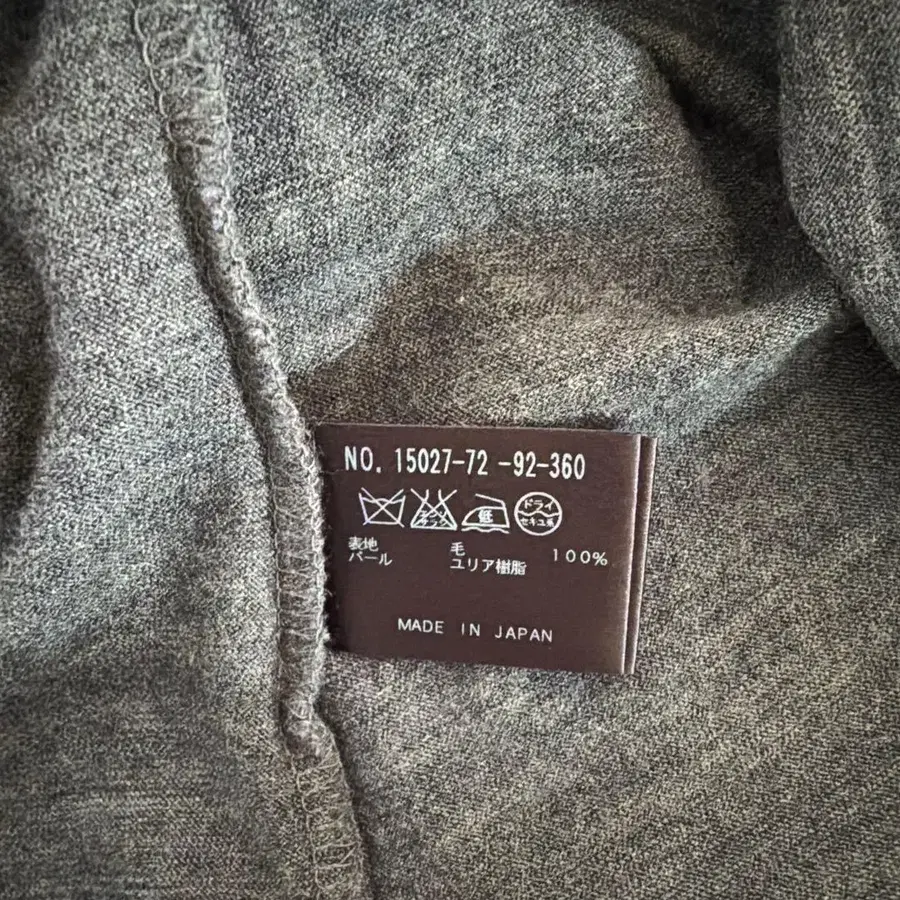 NO. 15027-72 -92-360
低 ドライ セキユ系
表地 毛 100%
パール ユリア樹脂
MADE IN JAPAN